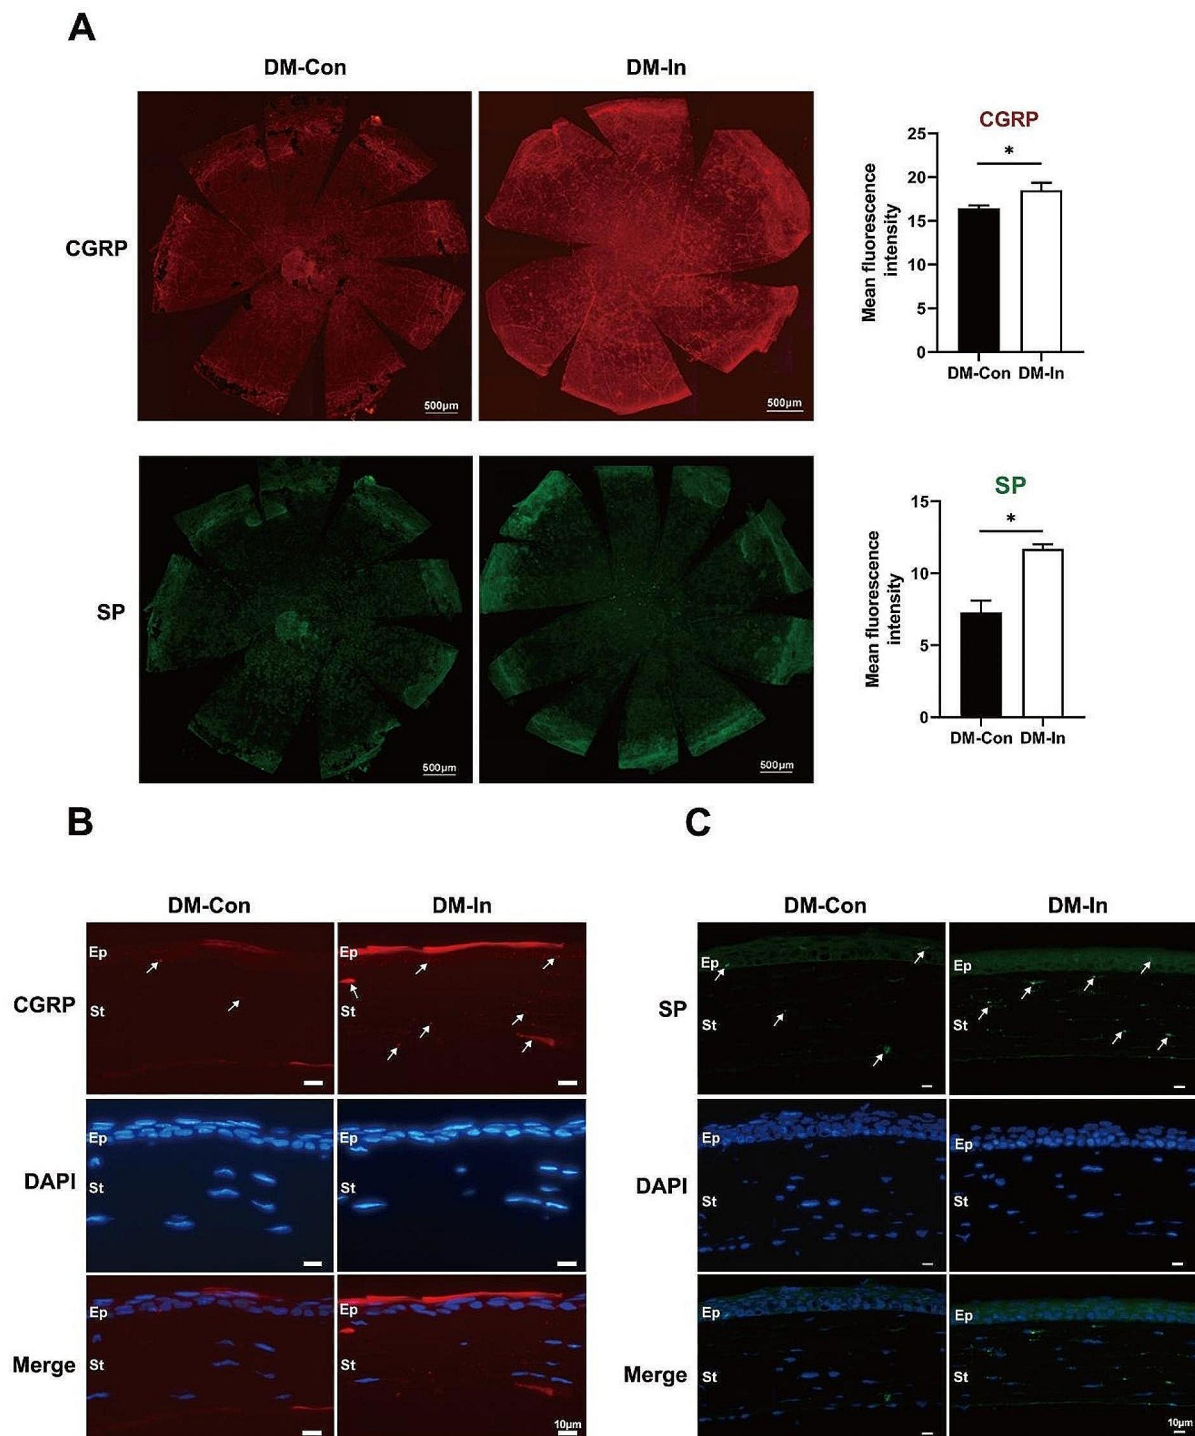 A
DM-Con
DM-In
CGRP
500μm
500μm
CGRP
Mean fluorescence
intensity
25
20
15
10
5
0
*
DM-Con
DM-In
SP
500μm
500μm
SP
Mean fluorescence
intensity
15
10
5
0
*
DM-Con
DM-In
B
DM-Con
DM-In
CGRP
Ep
St
Ep
St
DAPI
Ep
St
Ep
St
Merge
Ep
St
Ep
St
10μm
C
DM-Con
DM-In
SP
Ep
St
Ep
St
DAPI
Ep
St
Ep
St
Merge
Ep
St
Ep
St
10μm